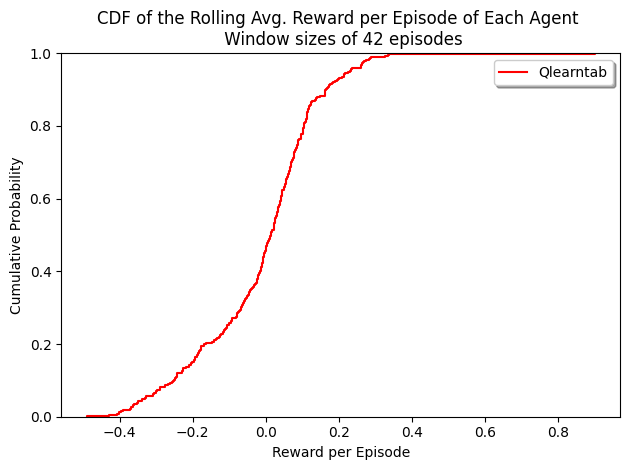 CDF of the Rolling Avg. Reward per Episode of Each Agent
Window sizes of 42 episodes
Qlearntab
1.0
0.8
0.6
0.4
0.2
0.0
Cumulative Probability
−0.4 −0.2 0.0 0.2 0.4 0.6 0.8
Reward per Episode